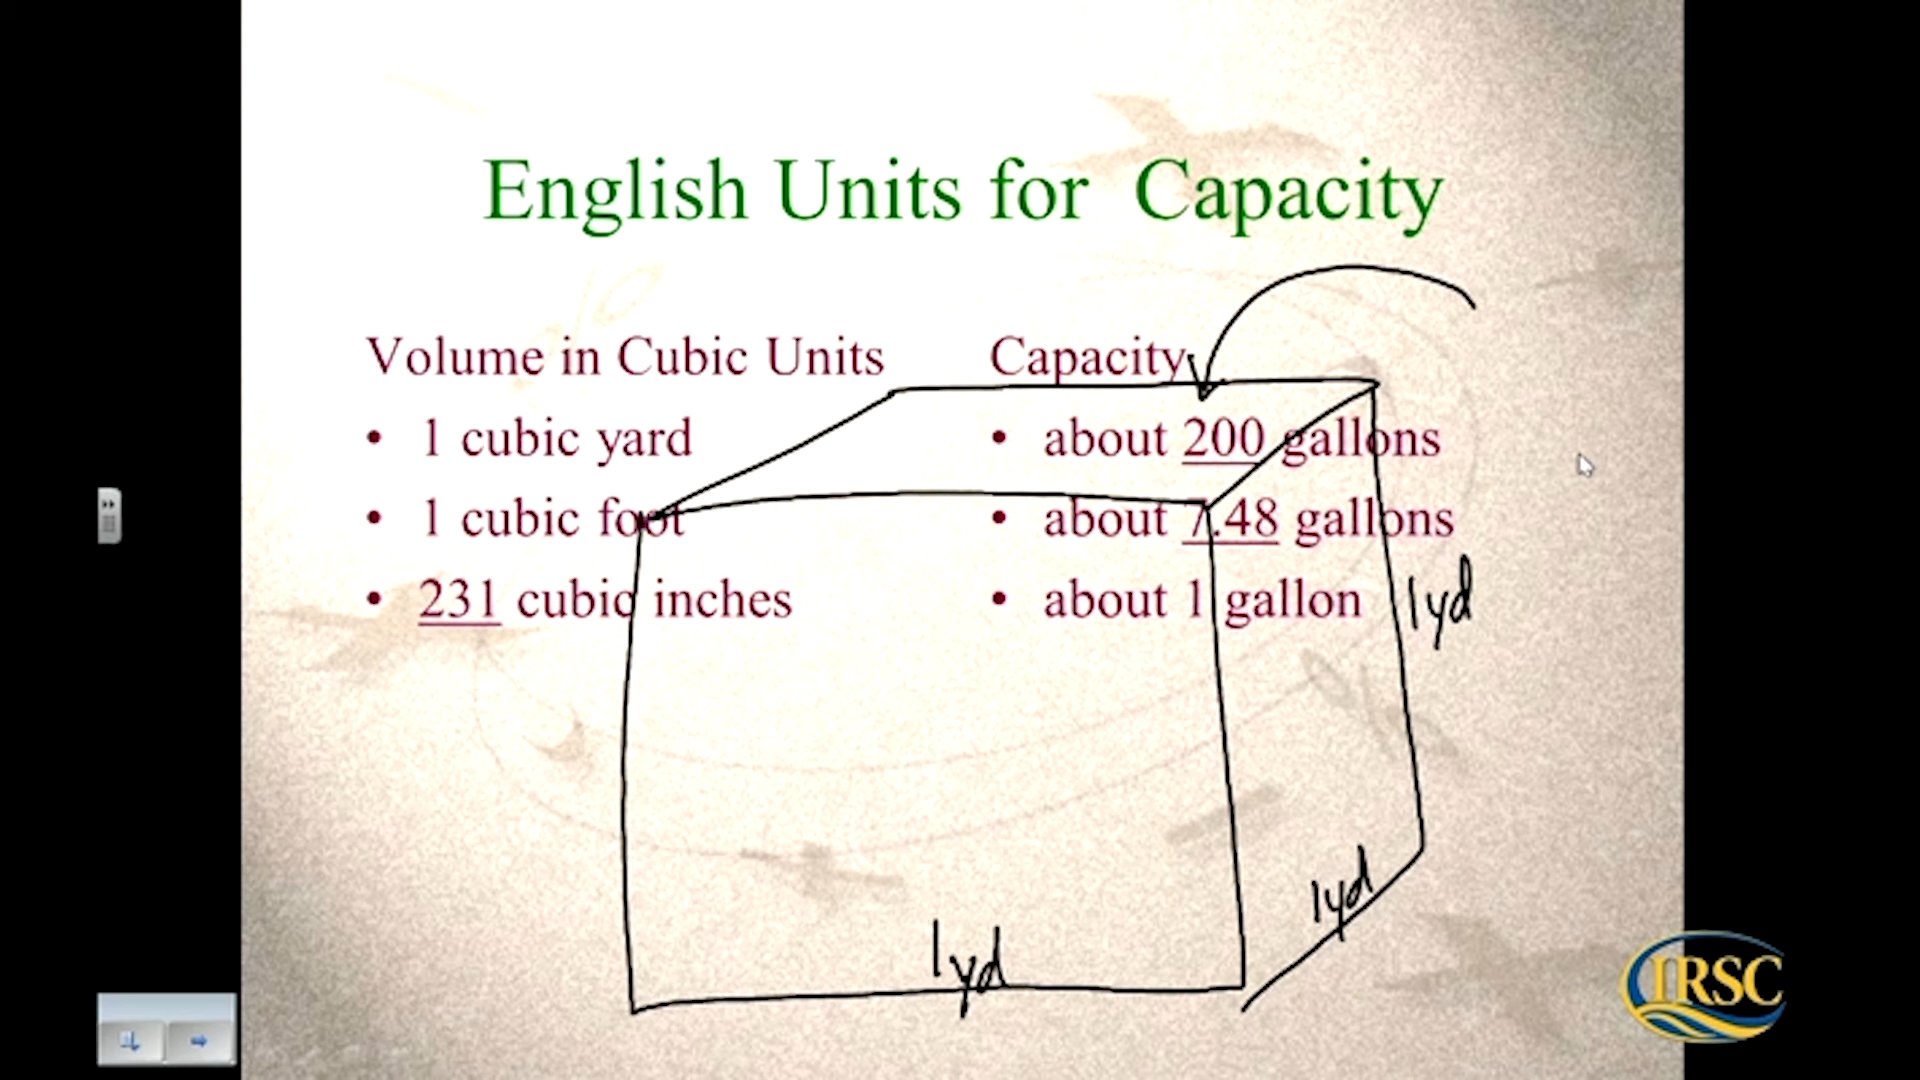 English Units for Capacity
Volume in Cubic Units
• 1 cubic yard
• 1 cubic foot
• 231 cubic inches
Capacity
• about 200 gallons
• about 7.48 gallons
• about 1 gallon
1yd
1yd
1yd
IRSC